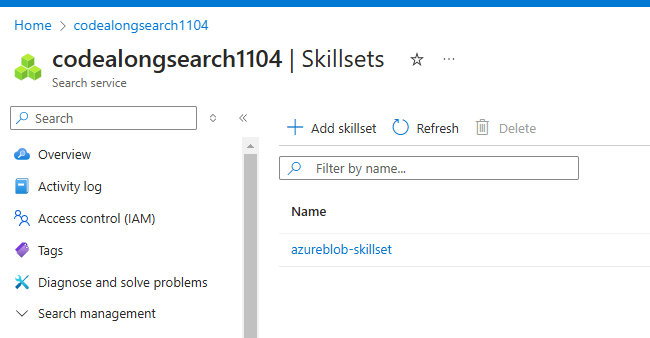 Home > codealongsearch1104
codealongsearch1104 | Skillsets
Search service
Search
Overview
Activity log
Access control (IAM)
Tags
Diagnose and solve problems
Search management
Add skillset Refresh Delete
Filter by name...
Name
azureblob-skillset